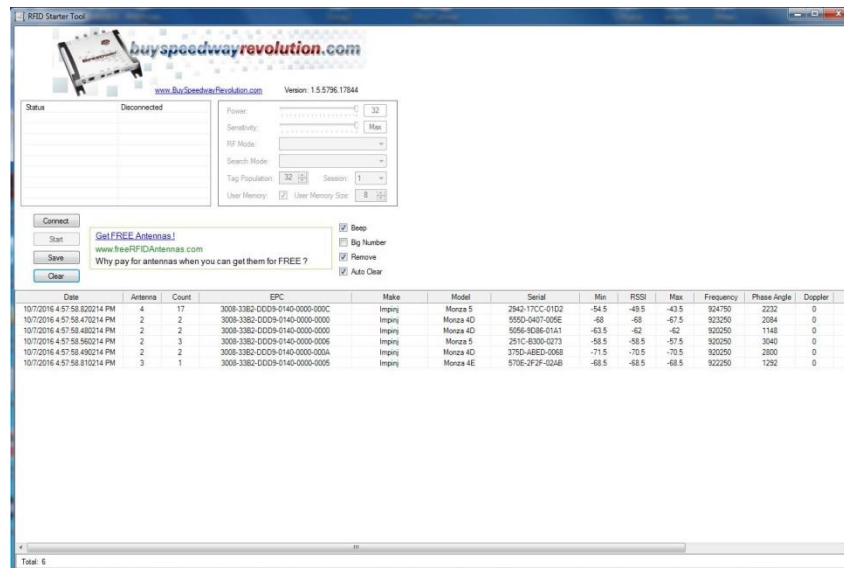 RFID Starter Tool
buyspeedwayrevolution.com
www.BuySpeedwayRevolution.com Version: 1.5.5796.17844
Status Disconnected
Power: 32
Sensitivity: Max
RF Mode:
Search Mode:
Tag Population: 32 Session: 1
User Memory: User Memory Size: 8
Connect
Start
Save
Clear
Get FREE Antennas !
www.freeRFIDAntennas.com
Why pay for antennas when you can get them for FREE ?
Beep
Big Number
Remove
Auto Clear
Date Antenna Count EPC Make Model Serial Min RSSI Max Frequency Phase Angle Doppler
10/7/2016 4:57:58.820214 PM 4 17 3008-33B2-DDD9-0140-0000-000C Impinj Monza 5 2942-17CC-01D2 -54.5 -49.5 -43.5 924750 2232 0
10/7/2016 4:57:58.470214 PM 2 2 3008-33B2-DDD9-0140-0000-0000 Impinj Monza 4D 555D-0407-005E -68 -68 -67.5 923250 2084 0
10/7/2016 4:57:58.480214 PM 2 2 3008-33B2-DDD9-0140-0000-0000 Impinj Monza 4D 5056-9D86-01A1 -63.5 -62 -62 920250 1148 0
10/7/2016 4:57:58.560214 PM 2 3 3008-33B2-DDD9-0140-0000-0006 Impinj Monza 5 251C-B300-0273 -58.5 -58.5 -57.5 920250 3040 0
10/7/2016 4:57:58.490214 PM 2 2 3008-33B2-DDD9-0140-0000-000A Impinj Monza 4D 375D-ABED-0068 -71.5 -70.5 -70.5 920250 2800 0
10/7/2016 4:57:58.810214 PM 3 1 3008-33B2-DDD9-0140-0000-0005 Impinj Monza 4E 570E-2F2F-02AB -68.5 -68.5 -68.5 922250 1292 0
Total: 6